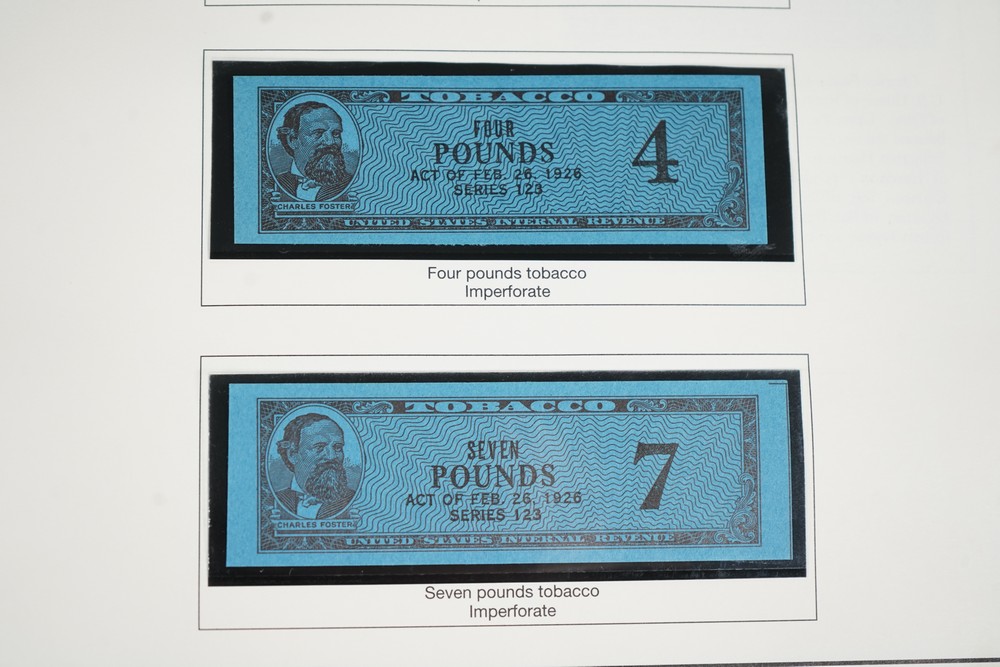 TOBACCO
FOUR
POUNDS
4
ACT OF FEB. 26, 1926
SERIES 123
CHARLES FOSTER
UNITED STATES INTERNAL REVENUE
Four pounds tobacco
Imperforate
TOBACCO
SEVEN
POUNDS
7
ACT OF FEB. 26, 1926
SERIES 123
CHARLES FOSTER
UNITED STATES INTERNAL REVENUE
Seven pounds tobacco
Imperforate